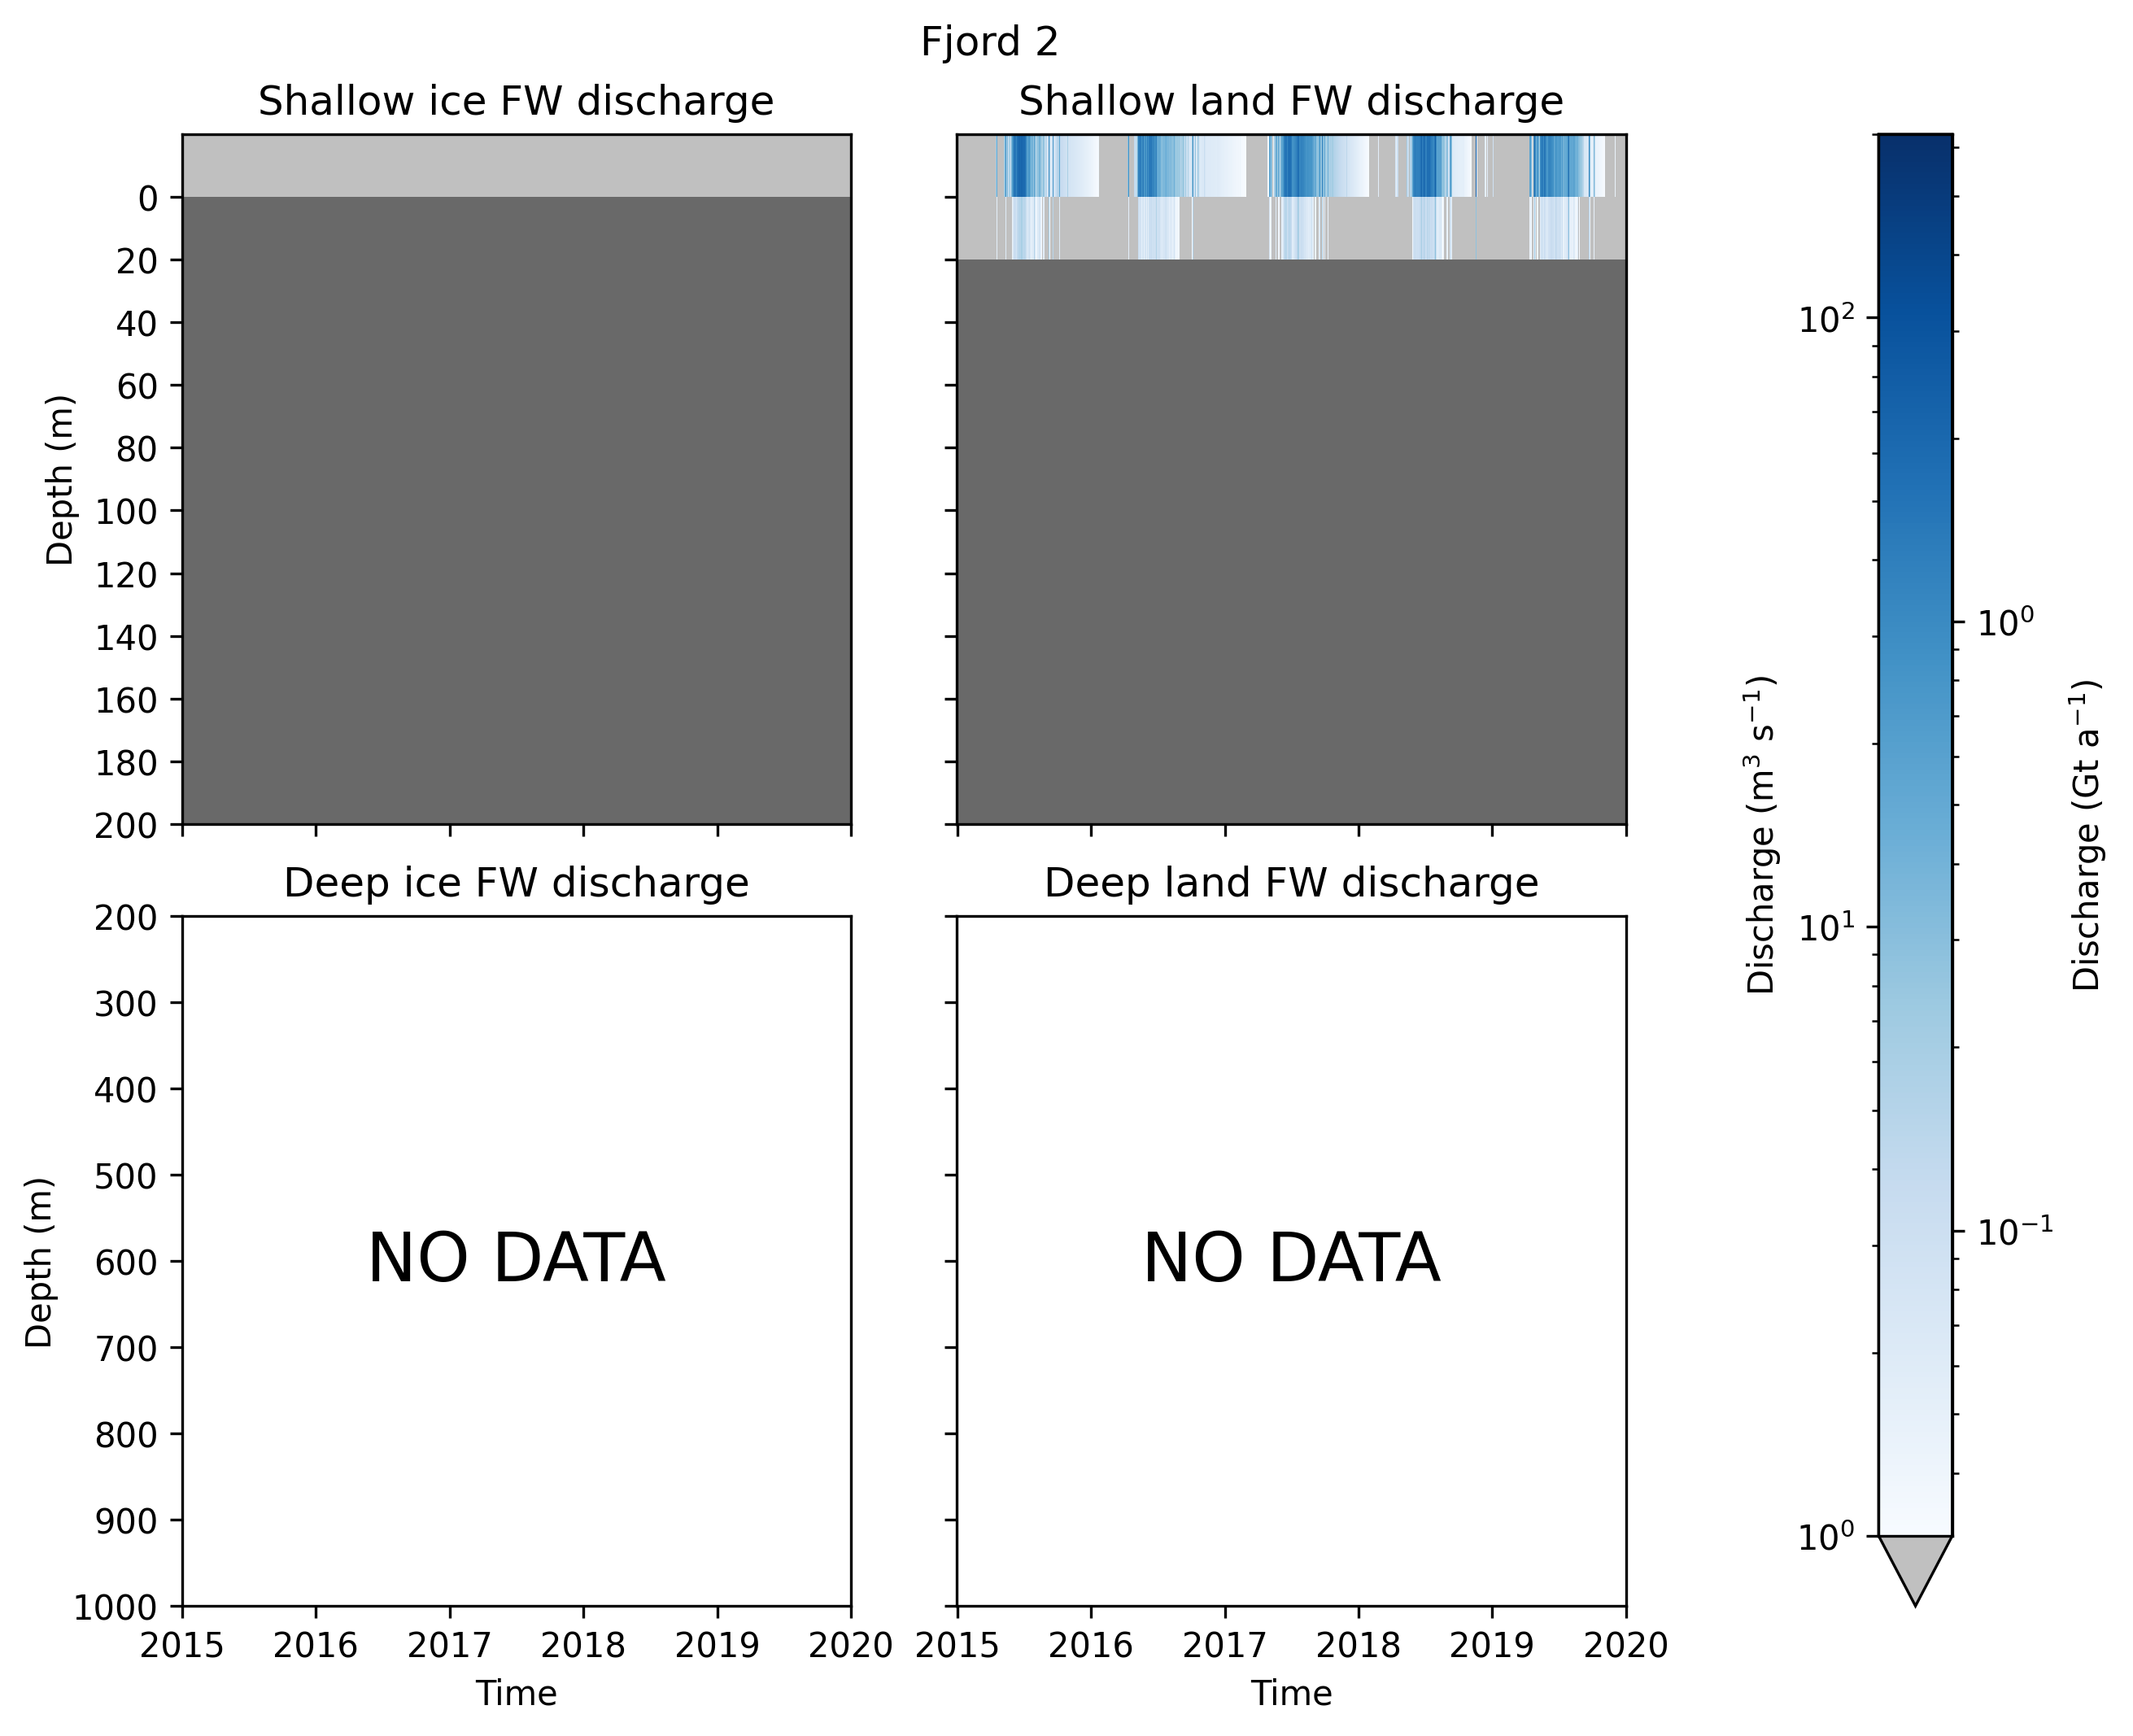 Fjord 2
Shallow ice FW discharge
Shallow land FW discharge
Depth (m)
0
20
40
60
80
100
120
140
160
180
200
Deep ice FW discharge
Deep land FW discharge
Depth (m)
200
300
400
500
600
700
800
900
1000
NO DATA
NO DATA
2015 2016 2017 2018 2019 2020
2015 2016 2017 2018 2019 2020
Time
Time
Discharge (m³ s⁻¹)
10²
10¹
10⁰
10⁰
10⁻¹
Discharge (Gt a⁻¹)